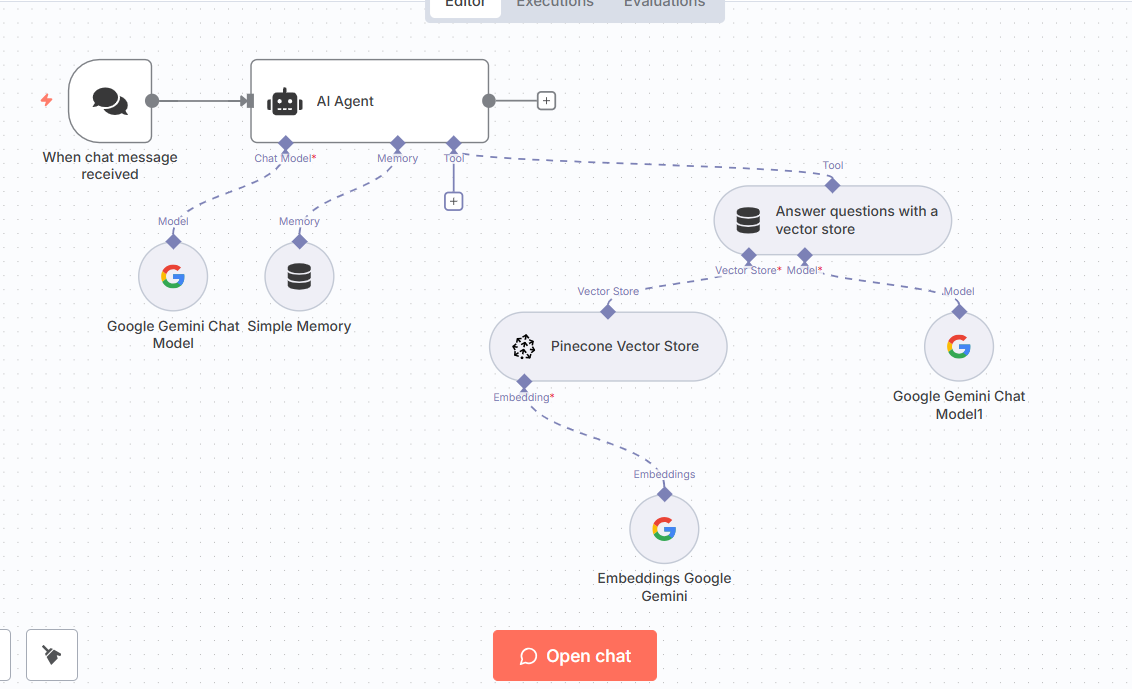 Editor
Executions
Evaluations
AI Agent
When chat message
received
Chat Model*
Memory
Tool
Tool
Answer questions with a
vector store
Model
Memory
Vector Store*
Model*
Vector Store
Model
Google Gemini Chat
Model
Simple Memory
Pinecone Vector Store
Embedding*
Google Gemini Chat
Model1
Embeddings
Embeddings Google
Gemini
Open chat